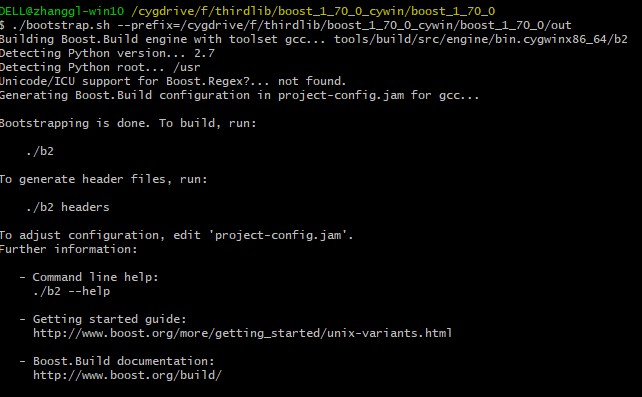 DELL@zhanggl-win10 /cygdrive/f/thirdlib/boost_1_70_0_cywin/boost_1_70_0
$ ./bootstrap.sh --prefix=/cygdrive/f/thirdlib/boost_1_70_0_cywin/boost_1_70_0/out
Building Boost.Build engine with toolset gcc... tools/build/src/engine/bin.cygwinx86_64/b2
Detecting Python version... 2.7
Detecting Python root... /usr
Unicode/ICU support for Boost.Regex?... not found.
Generating Boost.Build configuration in project-config.jam for gcc...
Bootstrapping is done. To build, run:
./b2
To generate header files, run:
./b2 headers
To adjust configuration, edit 'project-config.jam'.
Further information:
- Command line help:
./b2 --help
- Getting started guide:
http://www.boost.org/more/getting_started/unix-variants.html
- Boost.Build documentation:
http://www.boost.org/build/